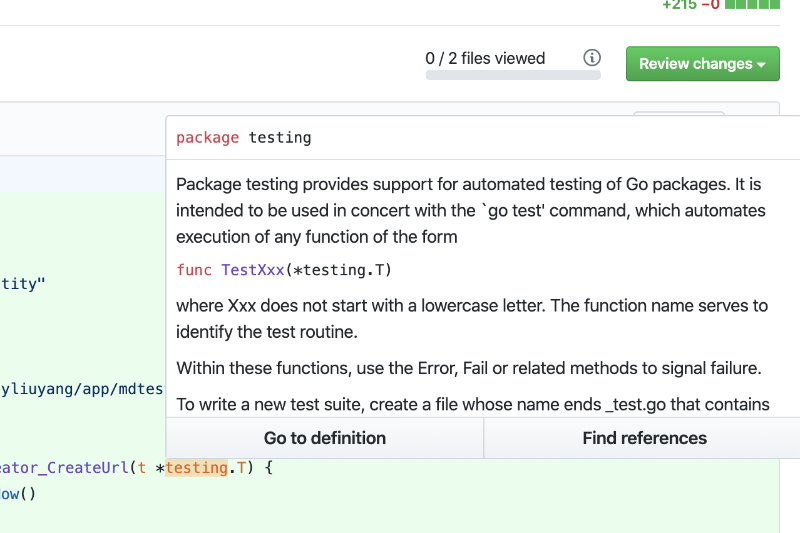 +215 −0
0 / 2 files viewed
Review changes
package testing
Package testing provides support for automated testing of Go packages. It is
intended to be used in concert with the `go test' command, which automates
execution of any function of the form
func TestXxx(*testing.T)
where Xxx does not start with a lowercase letter. The function name serves to
identify the test routine.
Within these functions, use the Error, Fail or related methods to signal failure.
To write a new test suite, create a file whose name ends _test.go that contains
Go to definition
Find references
tity"
yliuyang/app/mdtes
eator_CreateUrl(t *testing.T) {
Now()